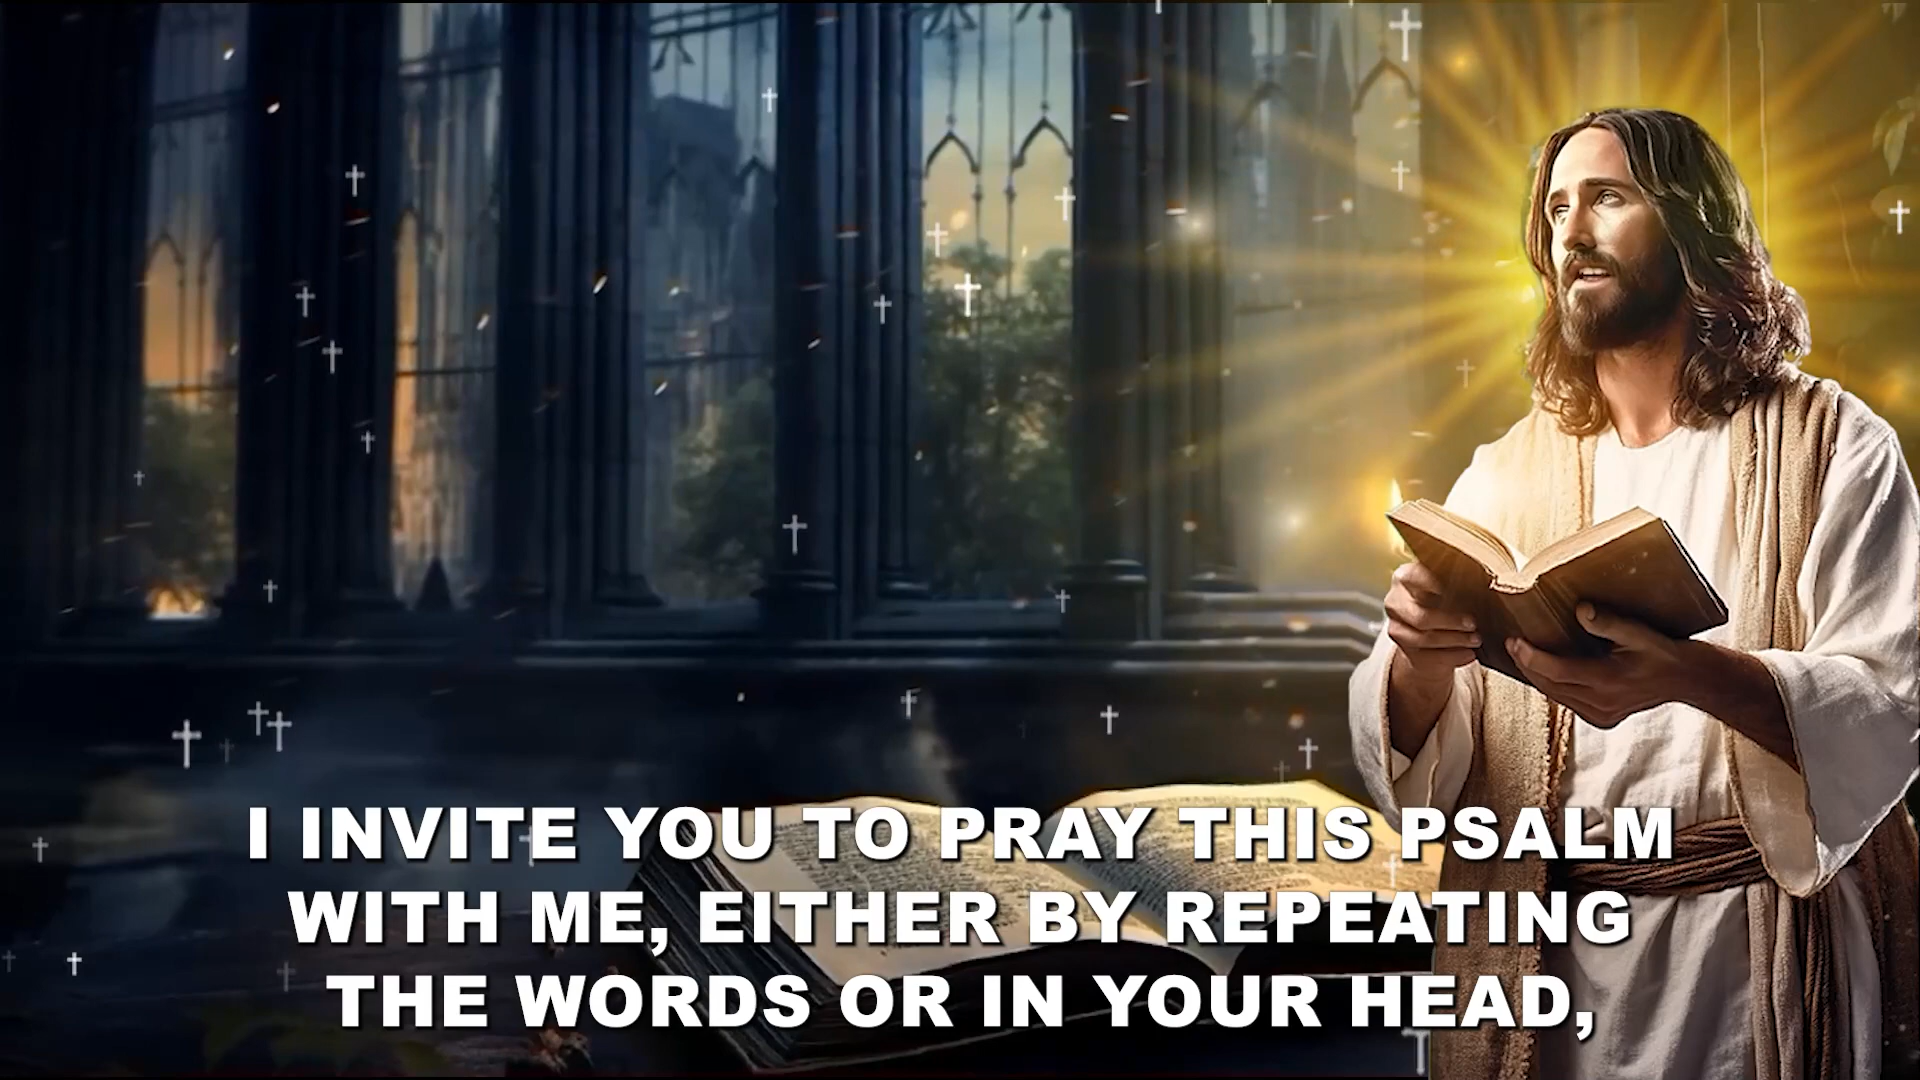 I INVITE YOU TO PRAY THIS PSALM
WITH ME, EITHER BY REPEATING
THE WORDS OR IN YOUR HEAD,